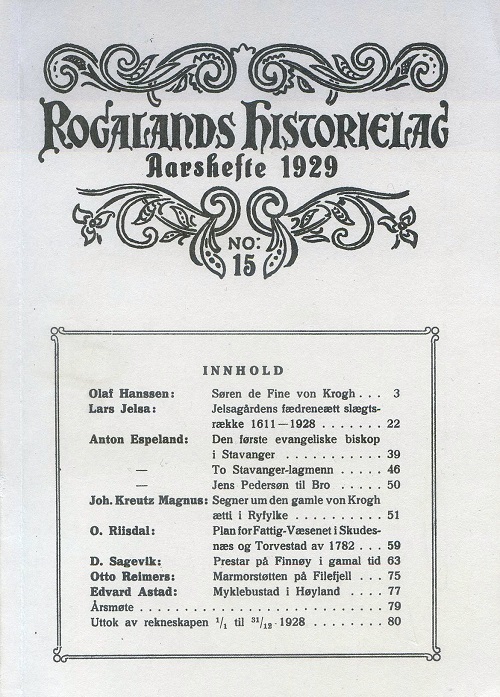 ROGALANDS HISTORIELAG
Aarshefte 1929
NO:
15
INNHOLD
Olaf Hanssen: Søren de Fine von Krogh . . . 3
Lars Jelsa: Jelsagårdens fædreneætt slægts-
række 1611—1928 . . . . . . . 22
Anton Espeland: Den første evangeliske biskop
i Stavanger . . . . . . . . . . . 39
— To Stavanger-lagmenn . . . . 46
— Jens Pedersøn til Bro . . . . . 50
Joh. Kreutz Magnus: Segner um den gamle von Krogh
ætti i Ryfylke . . . . . . . . . . 51
O. Riisdal: Plan for Fattig-Væsenet i Skudes-
næs og Torvestad av 1782 . . . 59
D. Sagevik: Prestar på Finnøy i gamal tid 63
Otto Reimers: Marmorstøtten på Filefjell . . . 75
Edvard Astad: Myklebustad i Høyland . . . . 77
Årsmøte . . . . . . . . . . . . . . . . . . . . . . . . . 79
Uttok av rekneskapen 1/1 til 31/12 1928 . . . . . . . . 80